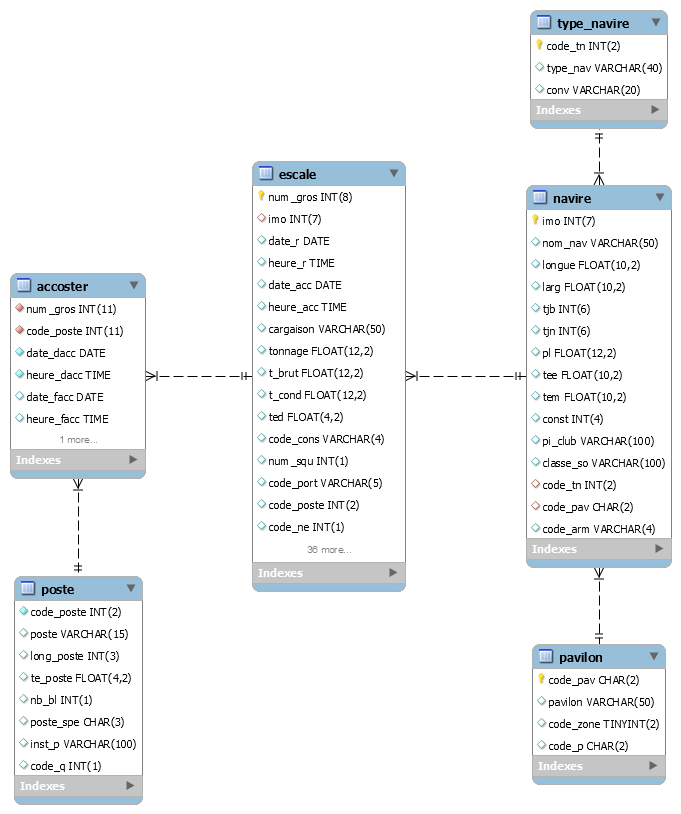 type_navire
code_tn INT(2)
type_nav VARCHAR(40)
conv VARCHAR(20)
Indexes
escale
num_gros INT(8)
imo INT(7)
date_r DATE
heure_r TIME
date_acc DATE
heure_acc TIME
cargaison VARCHAR(50)
tonnage FLOAT(12,2)
t_brut FLOAT(12,2)
t_cond FLOAT(12,2)
ted FLOAT(4,2)
code_cons VARCHAR(4)
num_squ INT(1)
code_port VARCHAR(5)
code_poste INT(2)
code_ne INT(1)
36 more...
Indexes
navire
imo INT(7)
nom_nav VARCHAR(50)
longue FLOAT(10,2)
larg FLOAT(10,2)
tjb INT(6)
tjn INT(6)
pl FLOAT(12,2)
tee FLOAT(10,2)
tem FLOAT(10,2)
const INT(4)
pi_club VARCHAR(100)
classe_so VARCHAR(100)
code_tn INT(2)
code_pav CHAR(2)
code_arm VARCHAR(4)
Indexes
accoster
num_gros INT(11)
code_poste INT(11)
date_dacc DATE
heure_dacc TIME
date_facc DATE
heure_facc TIME
1 more...
Indexes
poste
code_poste INT(2)
poste VARCHAR(15)
long_poste INT(3)
te_poste FLOAT(4,2)
nb_bl INT(1)
poste_spe CHAR(3)
inst_p VARCHAR(100)
code_q INT(1)
Indexes
pavilon
code_pav CHAR(2)
pavilon VARCHAR(50)
code_zone TINYINT(2)
code_p CHAR(2)
Indexes